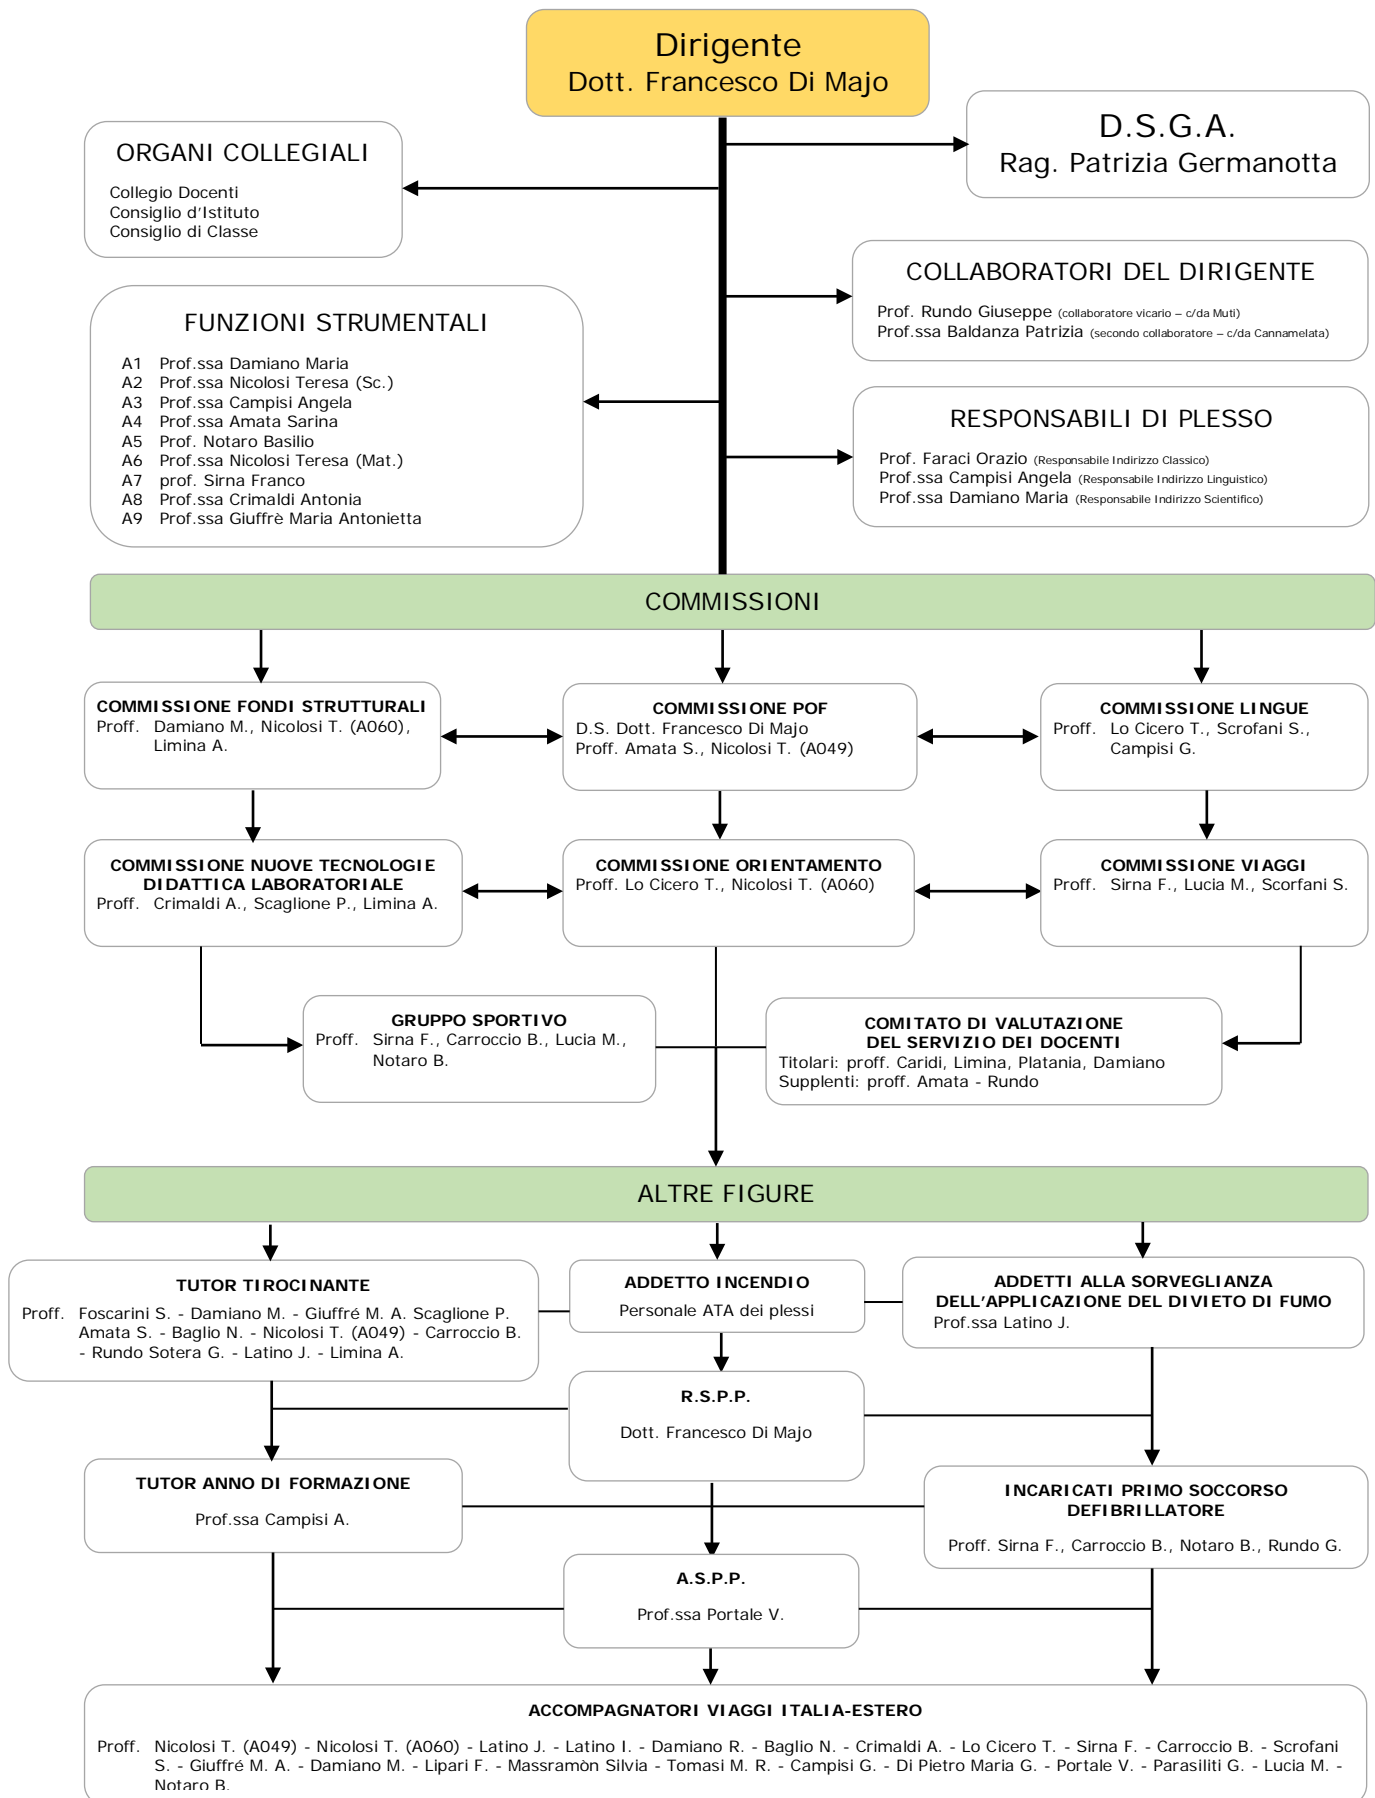 Dirigente
Dott. Francesco Di Majo
D.S.G.A.
Rag. Patrizia Germanotta
ORGANI COLLEGIALI
Collegio Docenti
Consiglio d'Istituto
Consiglio di Classe
COLLABORATORI DEL DIRIGENTE
Prof. Rundo Giuseppe (collaboratore vicario – c/da Muti)
Prof.ssa Baldanza Patrizia (secondo collaboratore – c/da Cannamelata)
FUNZIONI STRUMENTALI
A1 Prof.ssa Damiano Maria
A2 Prof.ssa Nicolosi Teresa (Sc.)
A3 Prof.ssa Campisi Angela
A4 Prof.ssa Amata Sarina
A5 Prof. Notaro Basilio
A6 Prof.ssa Nicolosi Teresa (Mat.)
A7 prof. Sirna Franco
A8 Prof.ssa Crimaldi Antonia
A9 Prof.ssa Giuffrè Maria Antonietta
RESPONSABILI DI PLESSO
Prof. Faraci Orazio (Responsabile Indirizzo Classico)
Prof.ssa Campisi Angela (Responsabile Indirizzo Linguistico)
Prof.ssa Damiano Maria (Responsabile Indirizzo Scientifico)
COMMISSIONI
COMMISSIONE FONDI STRUTTURALI
Proff. Damiano M., Nicolosi T. (A060),
Limina A.
COMMISSIONE POF
D.S. Dott. Francesco Di Majo
Proff. Amata S., Nicolosi T. (A049)
COMMISSIONE LINGUE
Proff. Lo Cicero T., Scrofani S.,
Campisi G.
COMMISSIONE NUOVE TECNOLOGIE
DIDATTICA LABORATORIALE
Proff. Crimaldi A., Scaglione P., Limina A.
COMMISSIONE ORIENTAMENTO
Proff. Lo Cicero T., Nicolosi T. (A060)
COMMISSIONE VIAGGI
Proff. Sirna F., Lucia M., Scorfani S.
GRUPPO SPORTIVO
Proff. Sirna F., Carroccio B., Lucia M.,
Notaro B.
COMITATO DI VALUTAZIONE
DEL SERVIZIO DEI DOCENTI
Titolari: proff. Caridi, Limina, Platania, Damiano
Supplenti: proff. Amata - Rundo
ALTRE FIGURE
TUTOR TIROCINANTE
Proff. Foscarini S. - Damiano M. - Giuffré M. A. Scaglione P.
Amata S. - Baglio N. - Nicolosi T. (A049) - Carroccio B.
- Rundo Sotera G. - Latino J. - Limina A.
ADDETTO INCENDIO
Personale ATA dei plessi
ADDETTI ALLA SORVEGLIANZA
DELL'APPLICAZIONE DEL DIVIETO DI FUMO
Prof.ssa Latino J.
R.S.P.P.
Dott. Francesco Di Majo
TUTOR ANNO DI FORMAZIONE
Prof.ssa Campisi A.
INCARICATI PRIMO SOCCORSO
DEFIBRILLATORE
Proff. Sirna F., Carroccio B., Notaro B., Rundo G.
A.S.P.P.
Prof.ssa Portale V.
ACCOMPAGNATORI VIAGGI ITALIA-ESTERO
Proff. Nicolosi T. (A049) - Nicolosi T. (A060) - Latino J. - Latino I. - Damiano R. - Baglio N. - Crimaldi A. - Lo Cicero T. - Sirna F. - Carroccio B. - Scrofani
S. - Giuffré M. A. - Damiano M. - Lipari F. - Massramòn Silvia - Tomasi M. R. - Campisi G. - Di Pietro Maria G. - Portale V. - Parasiliti G. - Lucia M. -
Notaro B.